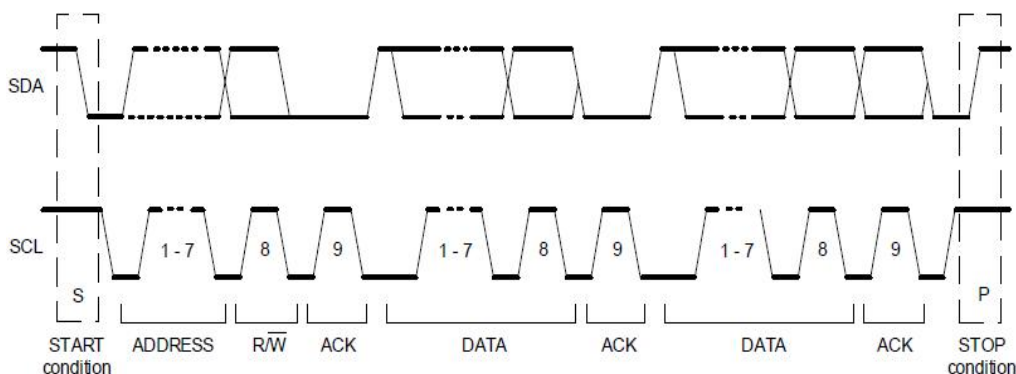 SDA
SCL
1 - 7
8
9
1 - 7
8
9
1 - 7
8
9
S
P
START
condition
ADDRESS
R/W̅
ACK
DATA
ACK
DATA
ACK
STOP
condition